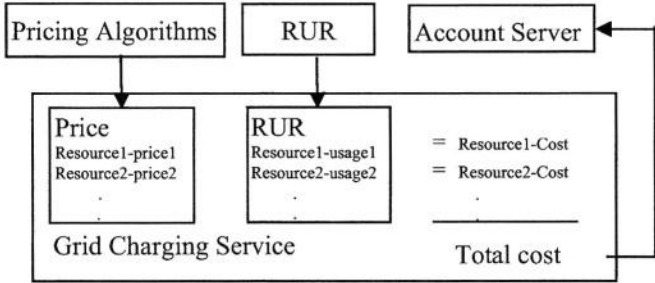 Pricing Algorithms
RUR
Account Server
Price
Resource1-price1
Resource2-price2
.
.
RUR
Resource1-usage1
Resource2-usage2
.
.
= Resource1-Cost
= Resource2-Cost
.
Grid Charging Service
Total cost